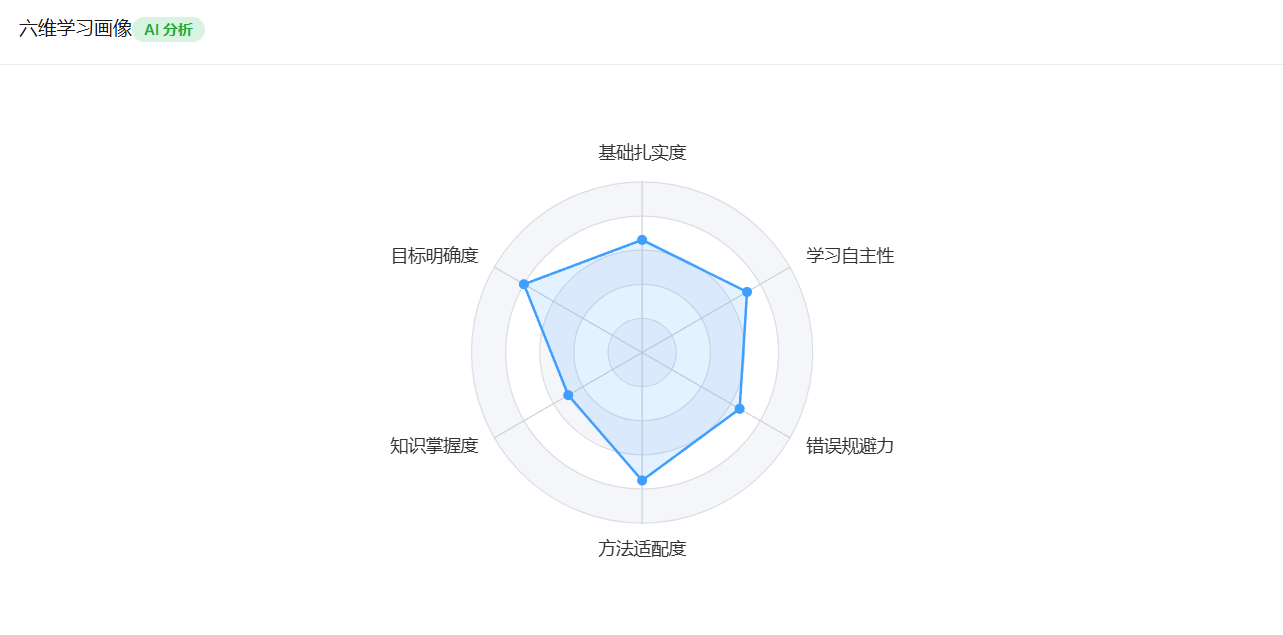 六维学习画像 AI 分析
基础扎实度
目标明确度
学习自主性
知识掌握度
错误规避力
方法适配度